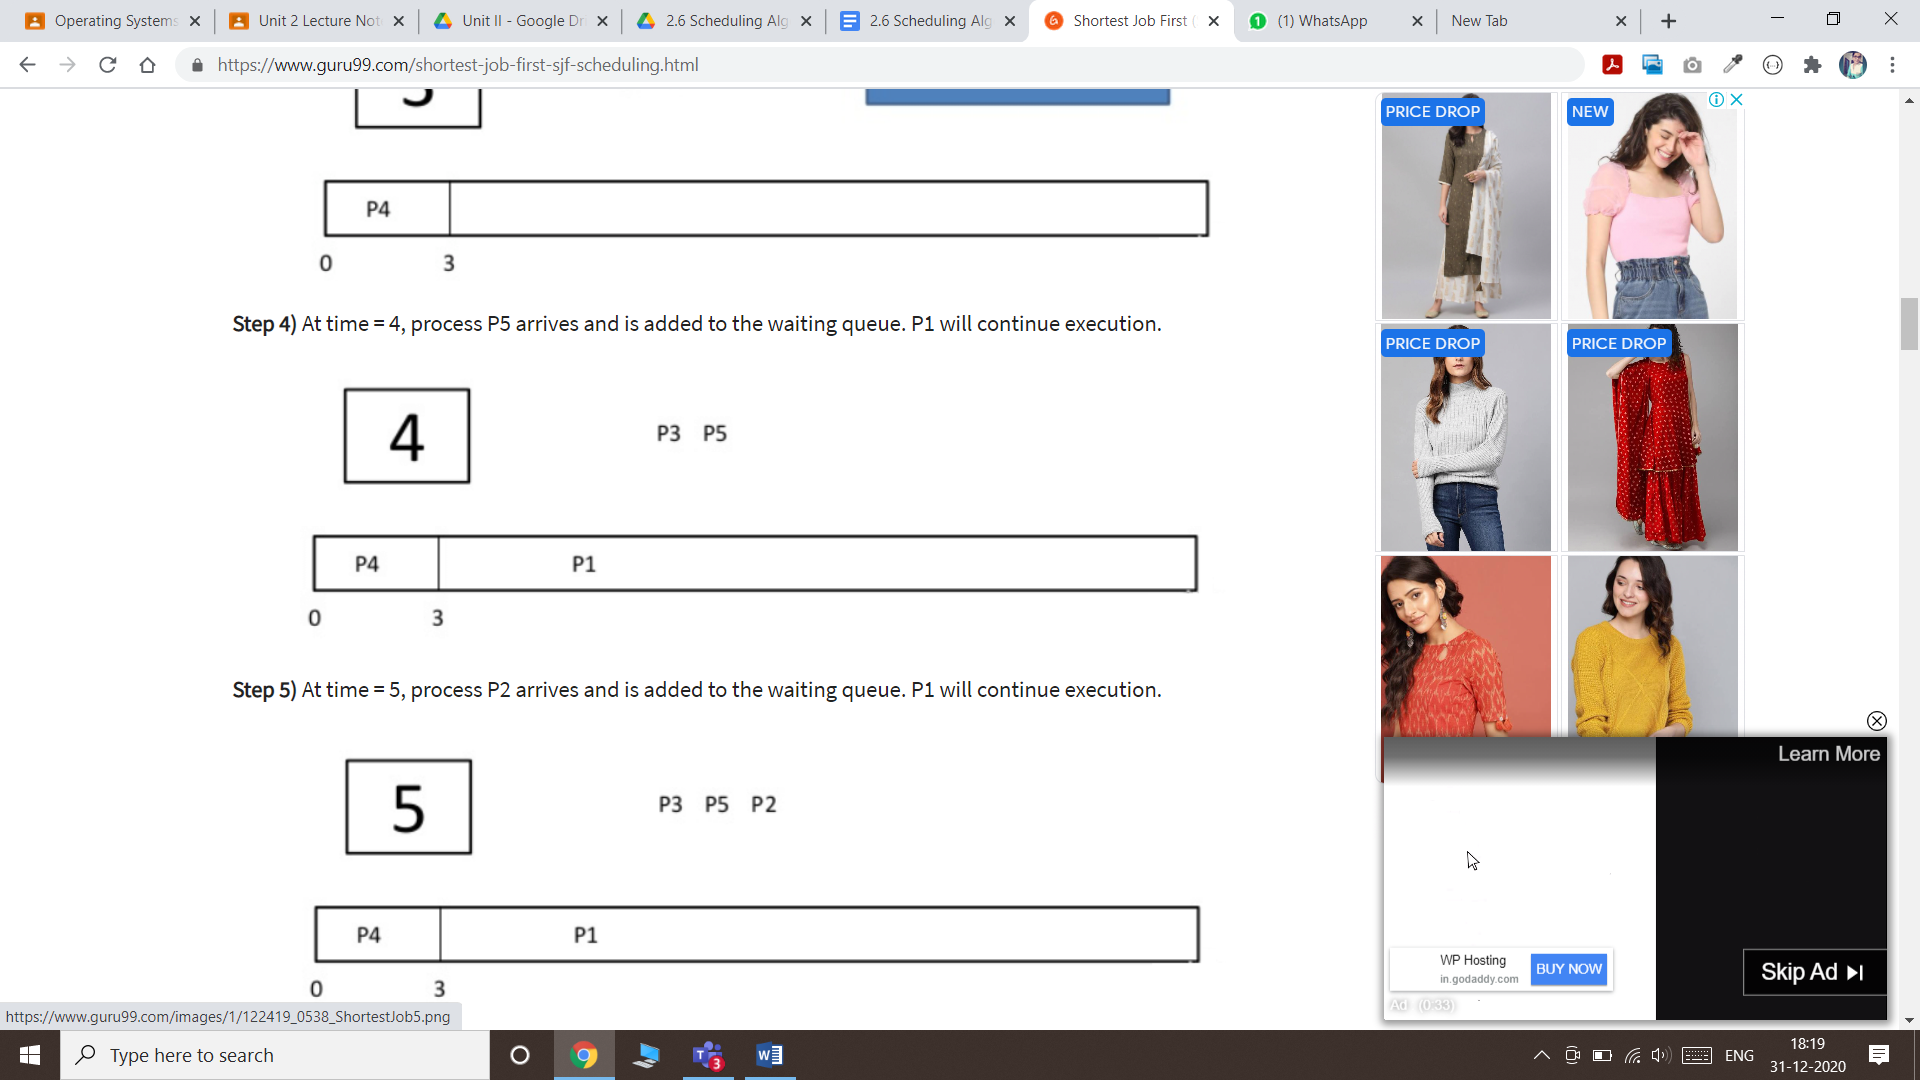 Operating Systems
Unit 2 Lecture Not
Unit II - Google Dr
2.6 Scheduling Alg
2.6 Scheduling Alg
Shortest Job First (
(1) WhatsApp
New Tab
https://www.guru99.com/shortest-job-first-sjf-scheduling.html
P4
0 3
Step 4) At time = 4, process P5 arrives and is added to the waiting queue. P1 will continue execution.
4
P3 P5
P4 P1
0 3
Step 5) At time = 5, process P2 arrives and is added to the waiting queue. P1 will continue execution.
5
P3 P5 P2
P4 P1
0 3
PRICE DROP
NEW
PRICE DROP
PRICE DROP
Learn More
WP Hosting
in.godaddy.com
BUY NOW
Skip Ad
Ad · (0:33)
https://www.guru99.com/images/1/122419_0538_ShortestJob5.png
Type here to search
3
ENG
18:19
31-12-2020